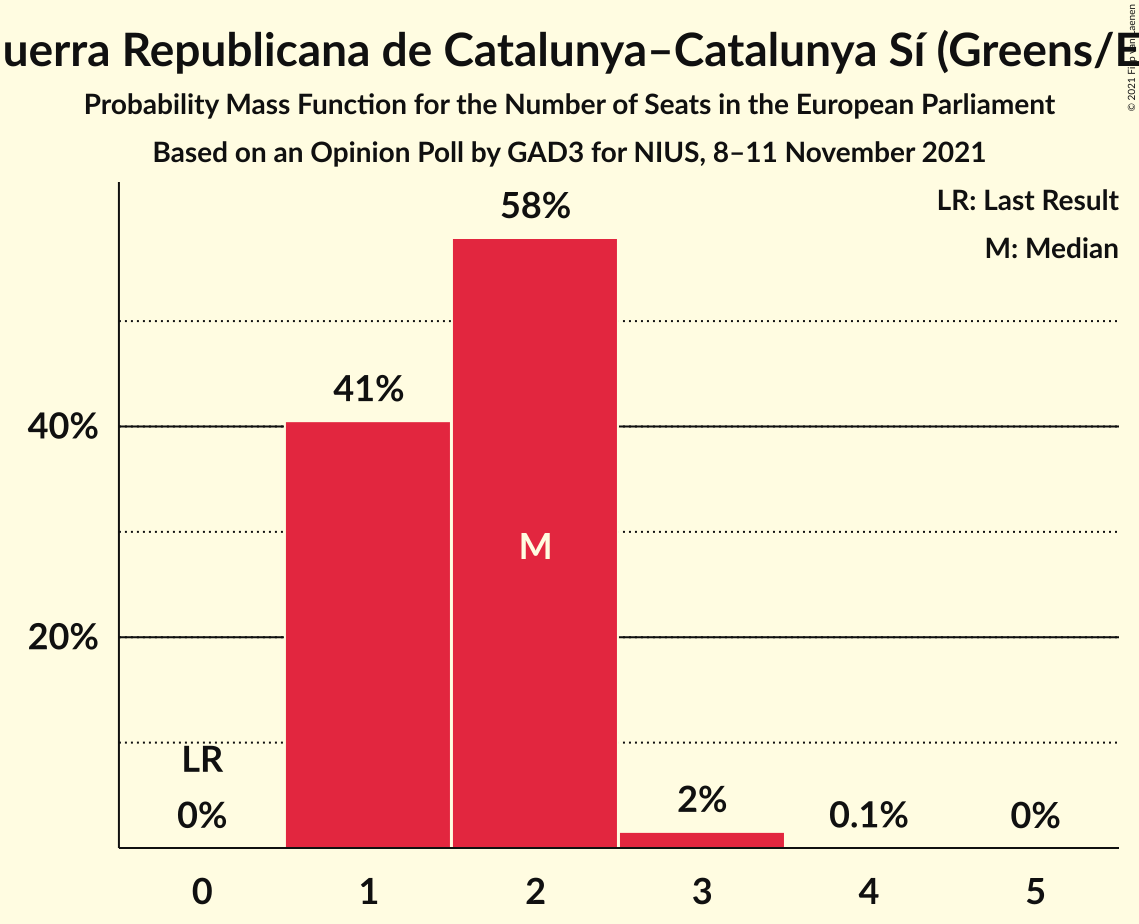 uerra Republicana de Catalunya–Catalunya Sí (Greens/E
Probability Mass Function for the Number of Seats in the European Parliament
Based on an Opinion Poll by GAD3 for NIUS, 8–11 November 2021
LR: Last Result
M: Median
58%
41%
40%
M
20%
LR
0%
2%
0.1%
0%
0 1 2 3 4 5